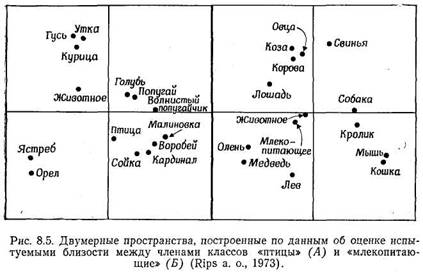 Гусь
Утка
Курица
Животное
Голубь
Попугай
Волнистый
попугайчик
Птица
Малиновка
Воробей
Сойка
Кардинал
Ястреб
Орел
Овца
Коза
Корова
Лошадь
Свинья
Собака
Кролик
Мышь
Кошка
Животное
Млеко-
питающее
Олень
Медведь
Лев
Рис. 8.5. Двумерные пространства, построенные по данным об оценке испы-
туемыми близости между членами классов «птицы» (А) и «млекопитаю-
щие» (Б) (Rips a. o., 1973).